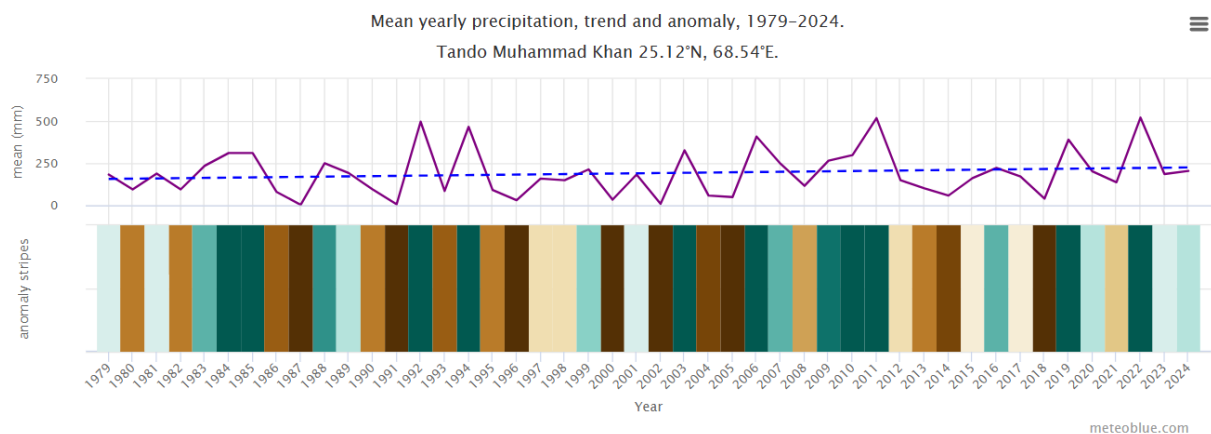 Mean yearly precipitation, trend and anomaly, 1979-2024.
Tando Muhammad Khan 25.12°N, 68.54°E.
mean (mm)
750
500
250
0
anomaly stripes
1979 1980 1981 1982 1983 1984 1985 1986 1987 1988 1989 1990 1991 1992 1993 1994 1995 1996 1997 1998 1999 2000 2001 2002 2003 2004 2005 2006 2007 2008 2009 2010 2011 2012 2013 2014 2015 2016 2017 2018 2019 2020 2021 2022 2023 2024
Year
meteoblue.com